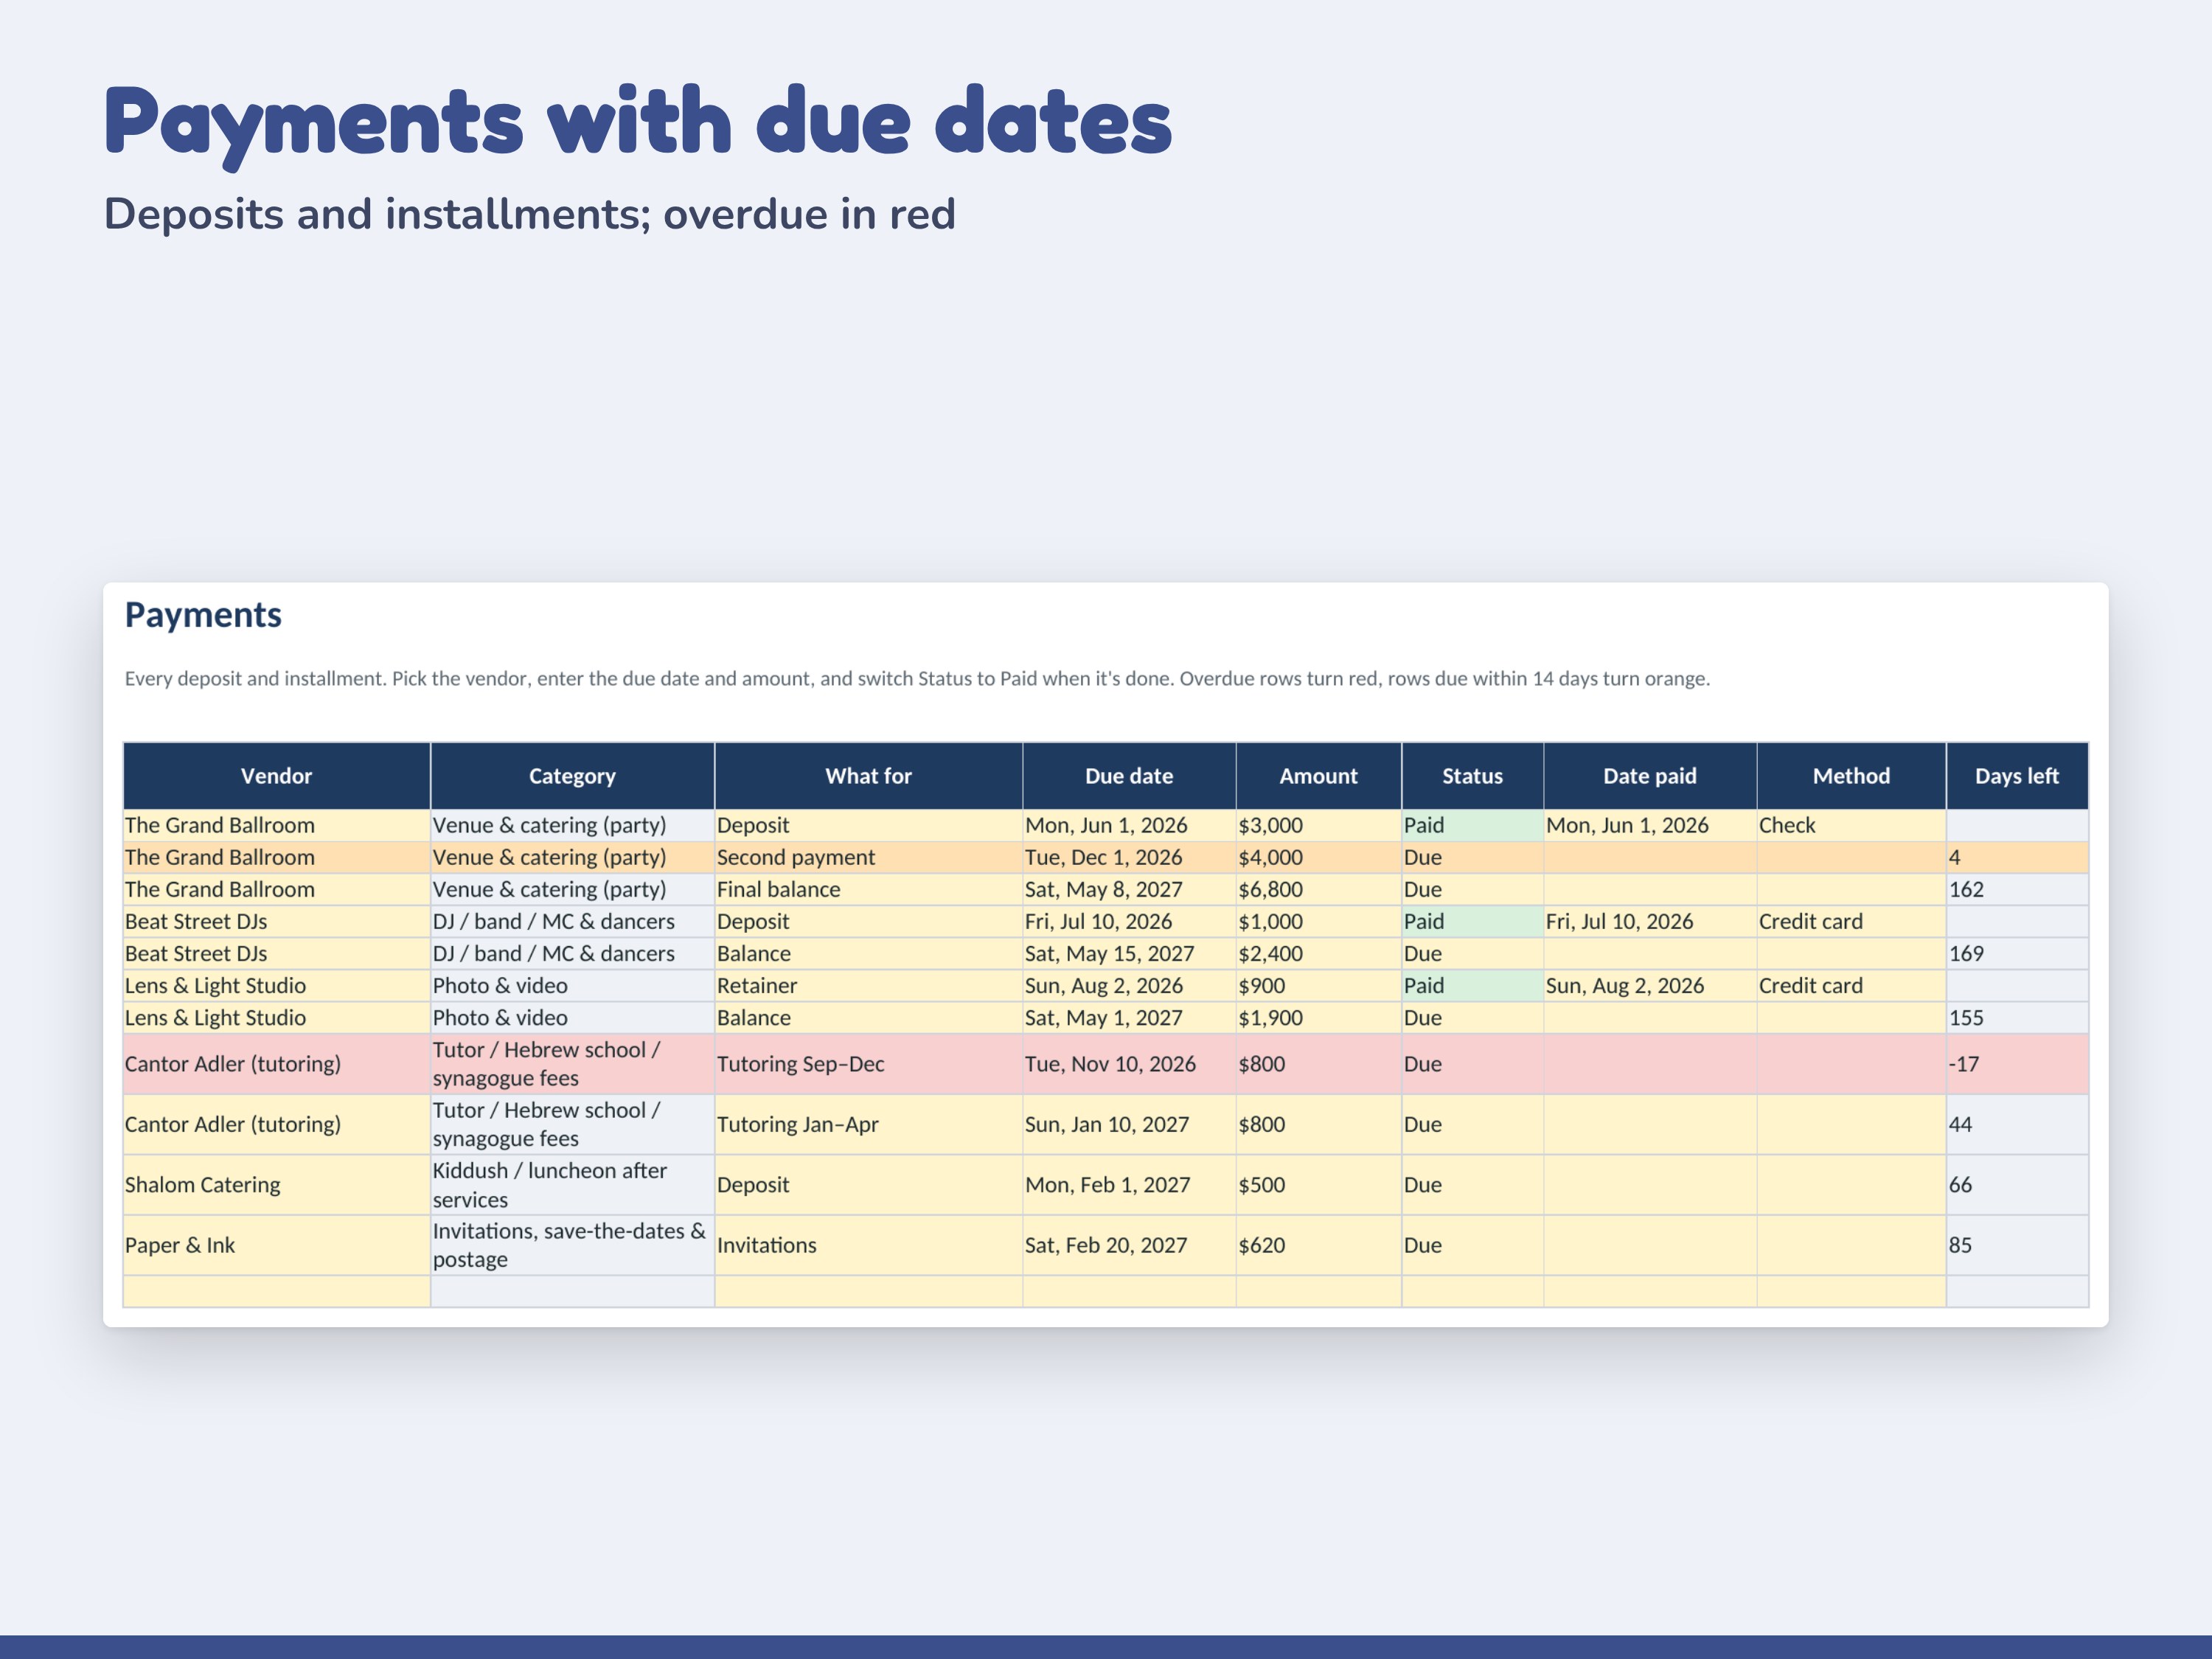 Payments with due dates
Deposits and installments; overdue in red
Payments
Every deposit and installment. Pick the vendor, enter the due date and amount, and switch Status to Paid when it's done. Overdue rows turn red, rows due within 14 days turn orange.
Vendor Category What for Due date Amount Status Date paid Method Days left
The Grand Ballroom Venue & catering (party) Deposit Mon, Jun 1, 2026 $3,000 Paid Mon, Jun 1, 2026 Check
The Grand Ballroom Venue & catering (party) Second payment Tue, Dec 1, 2026 $4,000 Due 4
The Grand Ballroom Venue & catering (party) Final balance Sat, May 8, 2027 $6,800 Due 162
Beat Street DJs DJ / band / MC & dancers Deposit Fri, Jul 10, 2026 $1,000 Paid Fri, Jul 10, 2026 Credit card
Beat Street DJs DJ / band / MC & dancers Balance Sat, May 15, 2027 $2,400 Due 169
Lens & Light Studio Photo & video Retainer Sun, Aug 2, 2026 $900 Paid Sun, Aug 2, 2026 Credit card
Lens & Light Studio Photo & video Balance Sat, May 1, 2027 $1,900 Due 155
Cantor Adler (tutoring) Tutor / Hebrew school / synagogue fees Tutoring Sep–Dec Tue, Nov 10, 2026 $800 Due -17
Cantor Adler (tutoring) Tutor / Hebrew school / synagogue fees Tutoring Jan–Apr Sun, Jan 10, 2027 $800 Due 44
Shalom Catering Kiddush / luncheon after services Deposit Mon, Feb 1, 2027 $500 Due 66
Paper & Ink Invitations, save-the-dates & postage Invitations Sat, Feb 20, 2027 $620 Due 85